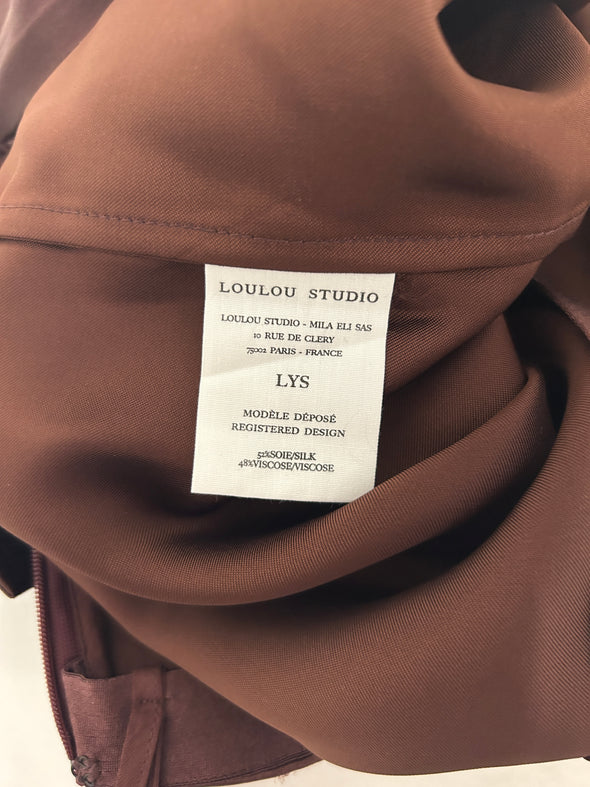 LOULOU STUDIO
LOULOU STUDIO - MILA ELI SAS
10 RUE DE CLERY
75002 PARIS - FRANCE
LYS
MODÈLE DÉPOSÉ
REGISTERED DESIGN
52%SOIE/SILK
48%VISCOSE/VISCOSE